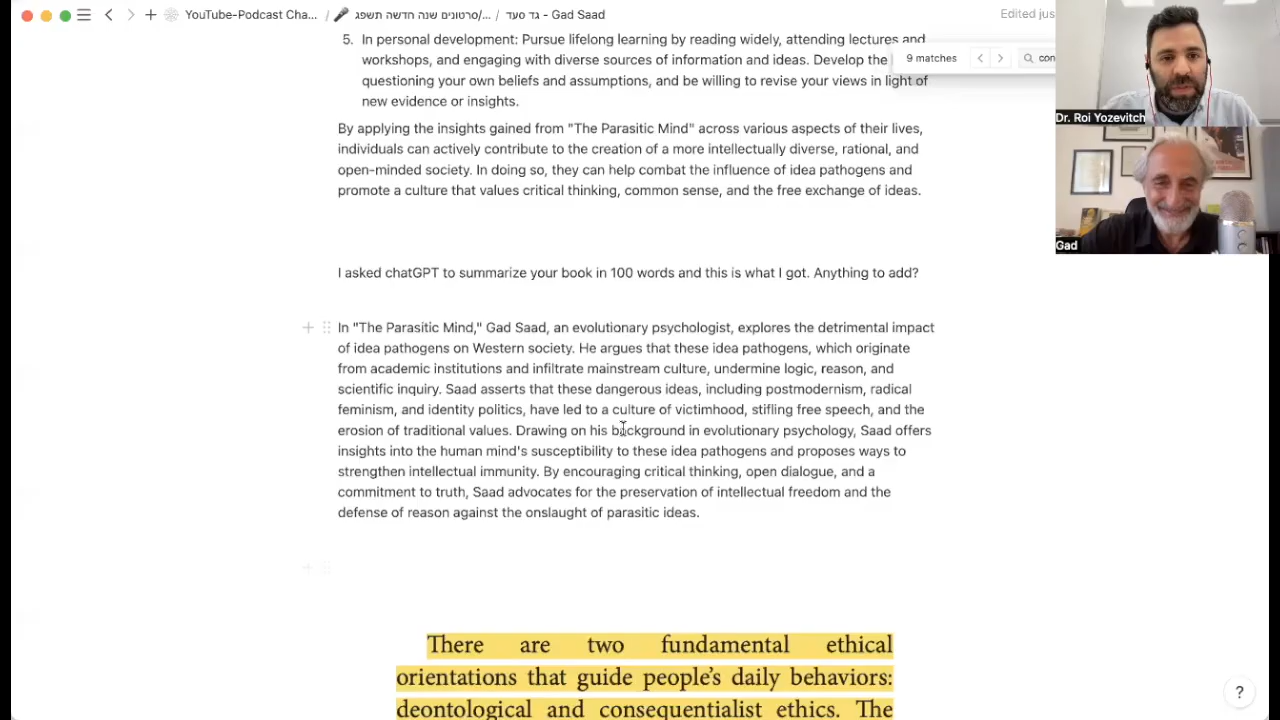 YouTube-Podcast Cha... / סרטונים שנה חדשה תשפג/... / גד סעד - Gad Saad
Edited jus
9 matches
con
5. In personal development: Pursue lifelong learning by reading widely, attending lectures and
workshops, and engaging with diverse sources of information and ideas. Develop the
questioning your own beliefs and assumptions, and be willing to revise your views in light of
new evidence or insights.
Dr. Roi Yozevitch
By applying the insights gained from "The Parasitic Mind" across various aspects of their lives,
individuals can actively contribute to the creation of a more intellectually diverse, rational, and
open-minded society. In doing so, they can help combat the influence of idea pathogens and
promote a culture that values critical thinking, common sense, and the free exchange of ideas.
Gad
I asked chatGPT to summarize your book in 100 words and this is what I got. Anything to add?
In "The Parasitic Mind," Gad Saad, an evolutionary psychologist, explores the detrimental impact
of idea pathogens on Western society. He argues that these idea pathogens, which originate
from academic institutions and infiltrate mainstream culture, undermine logic, reason, and
scientific inquiry. Saad asserts that these dangerous ideas, including postmodernism, radical
feminism, and identity politics, have led to a culture of victimhood, stifling free speech, and the
erosion of traditional values. Drawing on his background in evolutionary psychology, Saad offers
insights into the human mind's susceptibility to these idea pathogens and proposes ways to
strengthen intellectual immunity. By encouraging critical thinking, open dialogue, and a
commitment to truth, Saad advocates for the preservation of intellectual freedom and the
defense of reason against the onslaught of parasitic ideas.
There are two fundamental ethical
orientations that guide people's daily behaviors:
deontological and consequentialist ethics. The
?